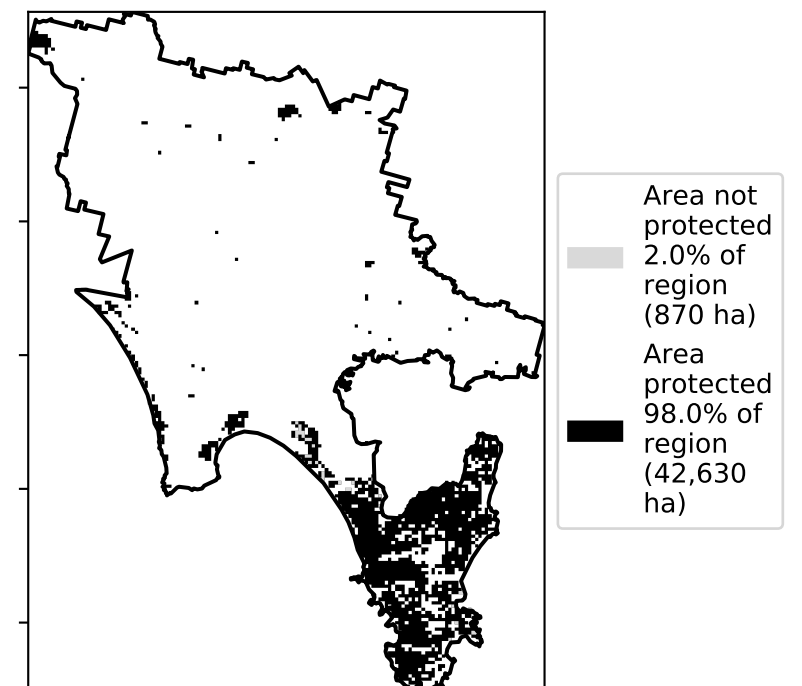 Area not
protected
2.0% of
region
(870 ha)
Area
protected
98.0% of
region
(42,630
ha)